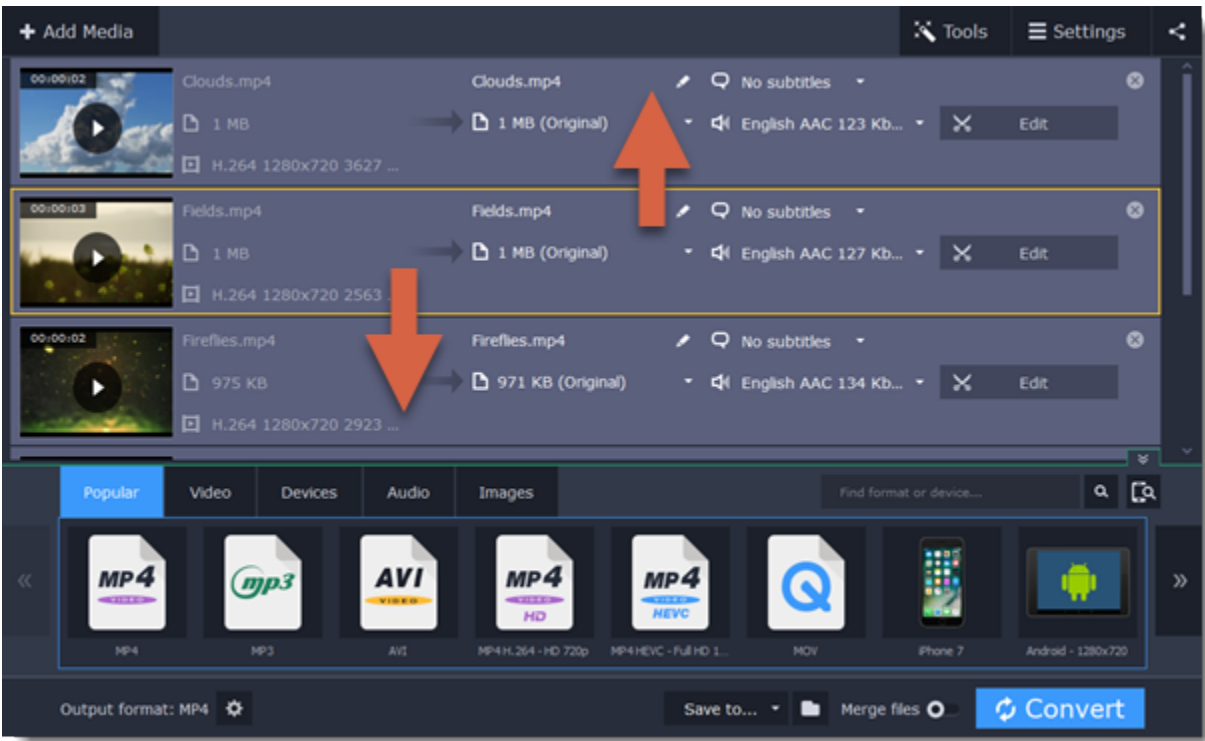 Add Media
Tools
Settings
00:00:02
Clouds.mp4
Clouds.mp4
No subtitles
1 MB
1 MB (Original)
English AAC 123 Kb...
Edit
H.264 1280x720 3627 ...
00:00:03
Fields.mp4
Fields.mp4
No subtitles
1 MB
1 MB (Original)
English AAC 127 Kb...
Edit
H.264 1280x720 2563
00:00:02
Fireflies.mp4
Fireflies.mp4
No subtitles
975 KB
971 KB (Original)
English AAC 134 Kb...
Edit
H.264 1280x720 2923 ...
Popular
Video
Devices
Audio
Images
Find format or device...
MP4
VIDEO
mp3
AVI
VIDEO
MP4
VIDEO
HD
MP4
VIDEO
HEVC
MP4
MP3
AVI
MP4 H.264 - HD 720p
MP4 HEVC - Full HD 1...
MOV
iPhone 7
Android - 1280x720
Output format: MP4
Save to...
Merge files
Convert